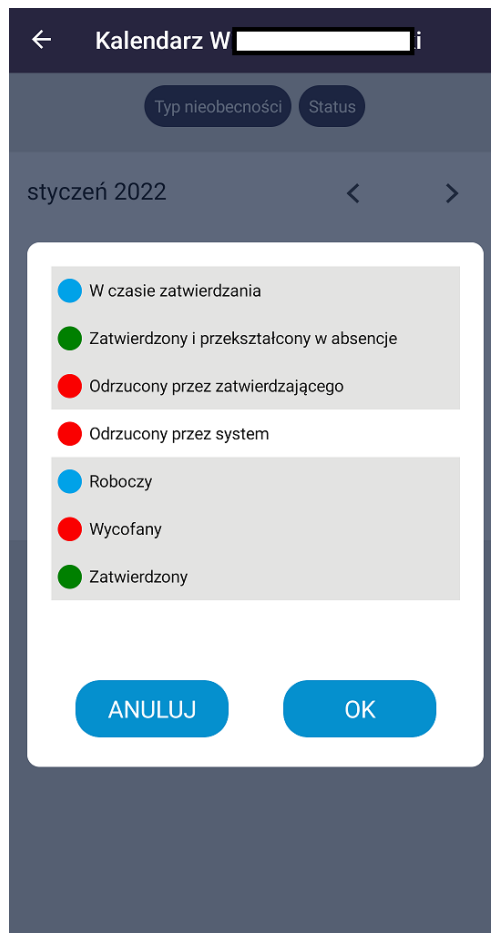 Kalendarz W i
Typ nieobecności Status
styczeń 2022
W czasie zatwierdzania
Zatwierdzony i przekształcony w absencje
Odrzucony przez zatwierdzającego
Odrzucony przez system
Roboczy
Wycofany
Zatwierdzony
ANULUJ OK